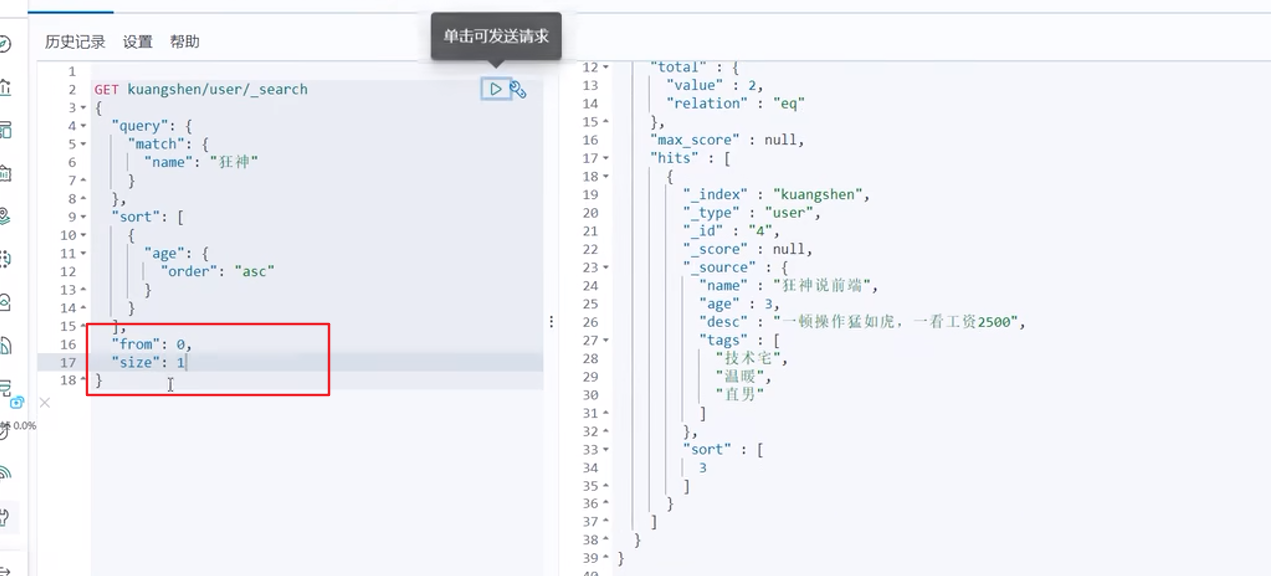 单击可发送请求
历史记录 设置 帮助
1
2 GET kuangshen/user/_search
3 {
4 "query": {
5 "match": {
6 "name": "狂神"
7 }
8 },
9 "sort": [
10 {
11 "age": {
12 "order": "asc"
13 }
14 }
15 ],
16 "from": 0,
17 "size": 1
18 }
0.0%
12 "total" : {
13 "value" : 2,
14 "relation" : "eq"
15 },
16 "max_score" : null,
17 "hits" : [
18 {
19 "_index" : "kuangshen",
20 "_type" : "user",
21 "_id" : "4",
22 "_score" : null,
23 "_source" : {
24 "name" : "狂神说前端",
25 "age" : 3,
26 "desc" : "一顿操作猛如虎，一看工资2500",
27 "tags" : [
28 "技术宅",
29 "温暖",
30 "直男"
31 ]
32 },
33 "sort" : [
34 3
35 ]
36 }
37 ]
38 }
39 }